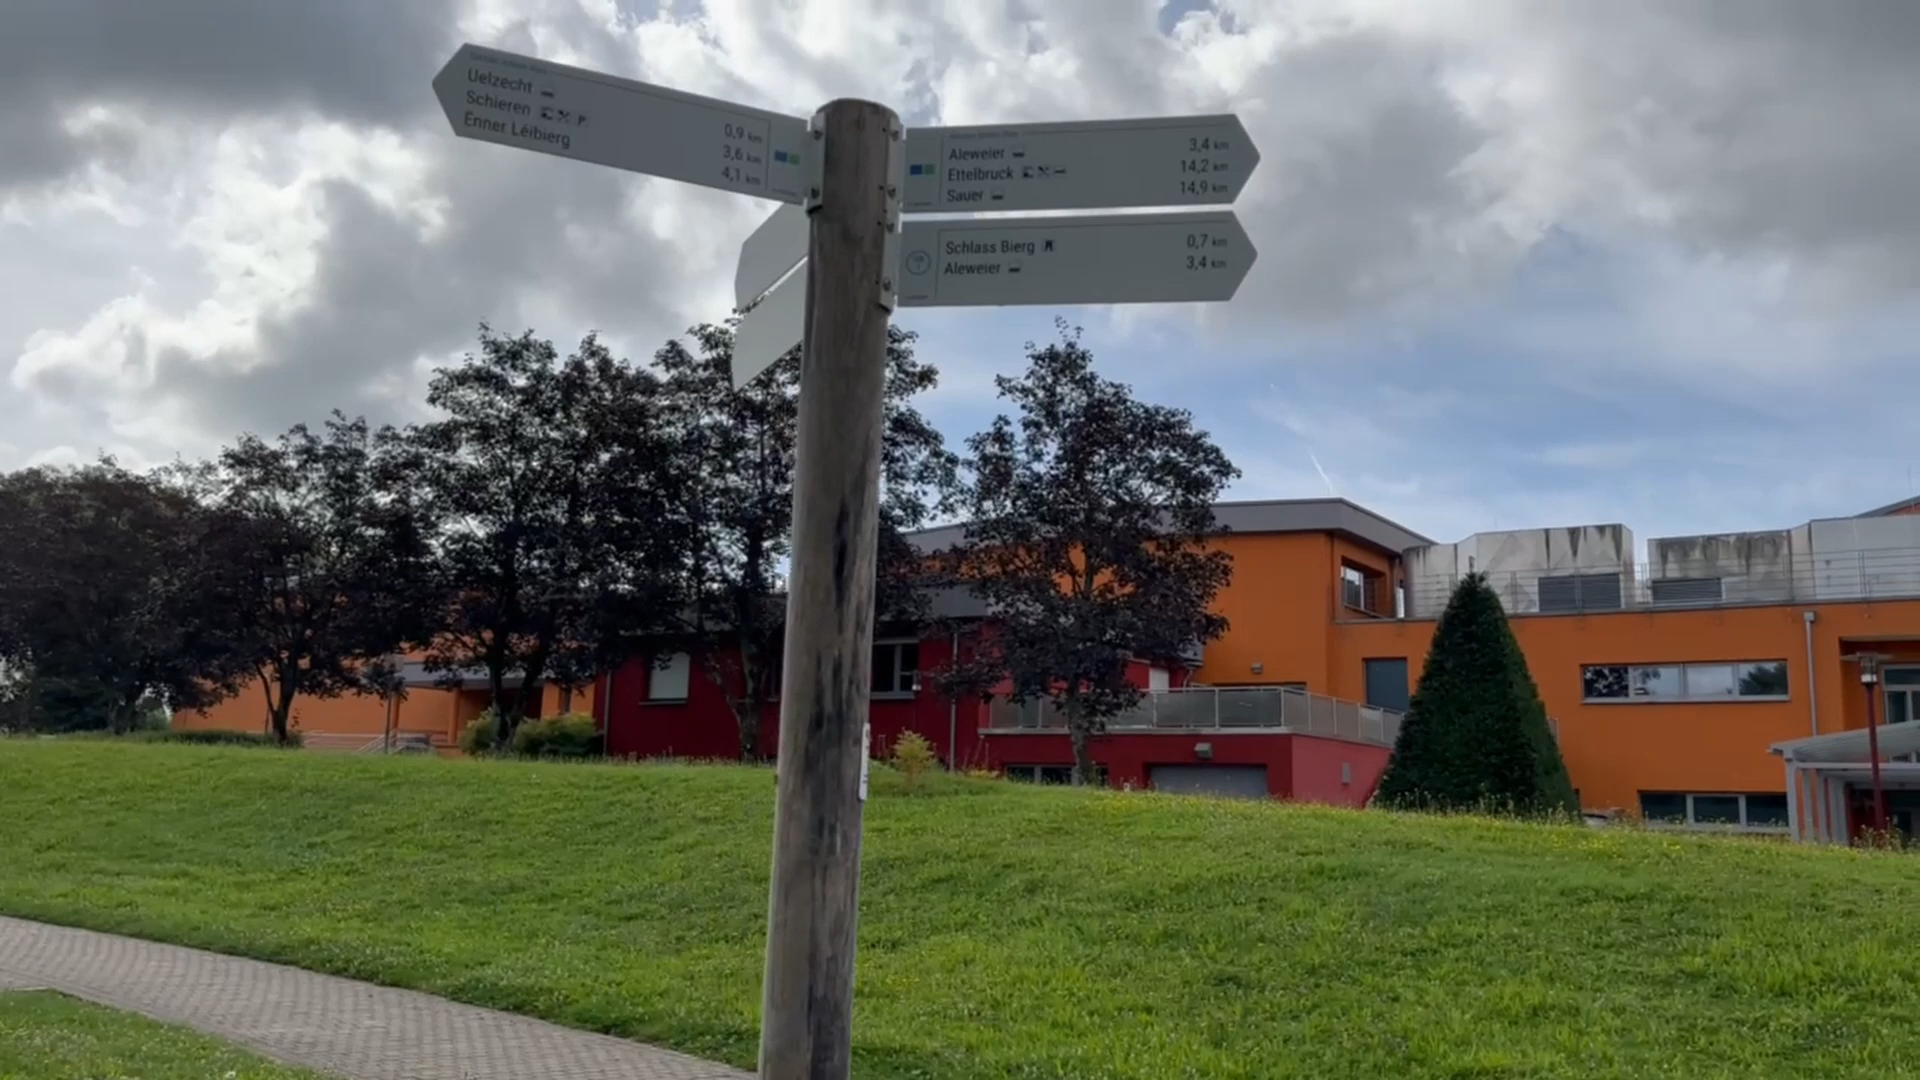 Uelzecht 0,9 km
Schieren 3,6 km
Enner Léibierg 4,1 km
Aleweier 3,4 km
Ettelbruck 14,2 km
Sauer 14,9 km
Schlass Bierg 0,7 km
Aleweier 3,4 km